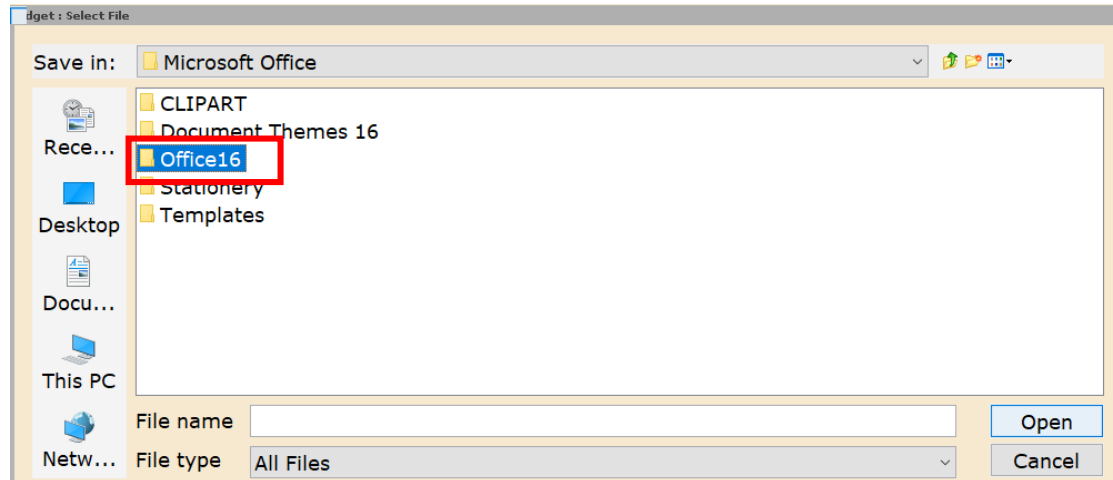 dget : Select File
Save in: Microsoft Office
CLIPART
Document Themes 16
Office16
Stationery
Templates
Rece...
Desktop
Docu...
This PC
Netw...
File name
Open
File type All Files
Cancel